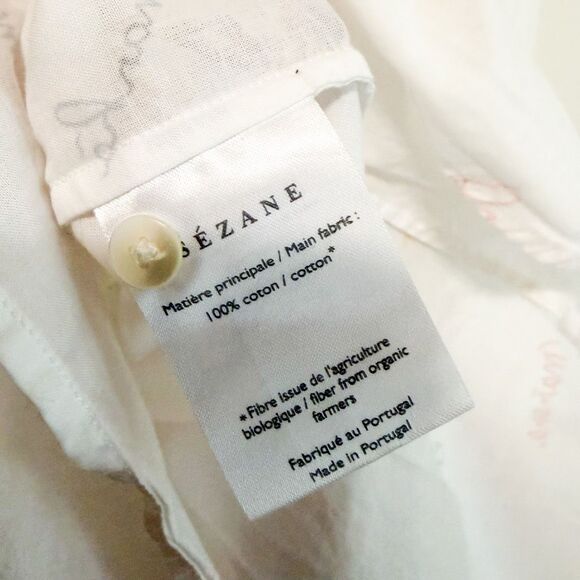 SÉZANE
Matière principale / Main fabric :
100% coton / cotton*
*Fibre issue de l'agriculture
biologique / fiber from organic
farmers
Fabriqué au Portugal
Made in Portugal